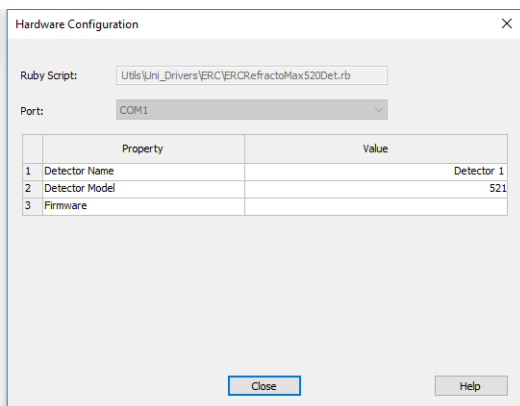 Hardware Configuration
Ruby Script: Utils\Uni_Drivers\ERC\ERCRefractoMax520Det.rb
Port: COM1
Property Value
1 Detector Name Detector 1
2 Detector Model 521
3 Firmware
Close Help